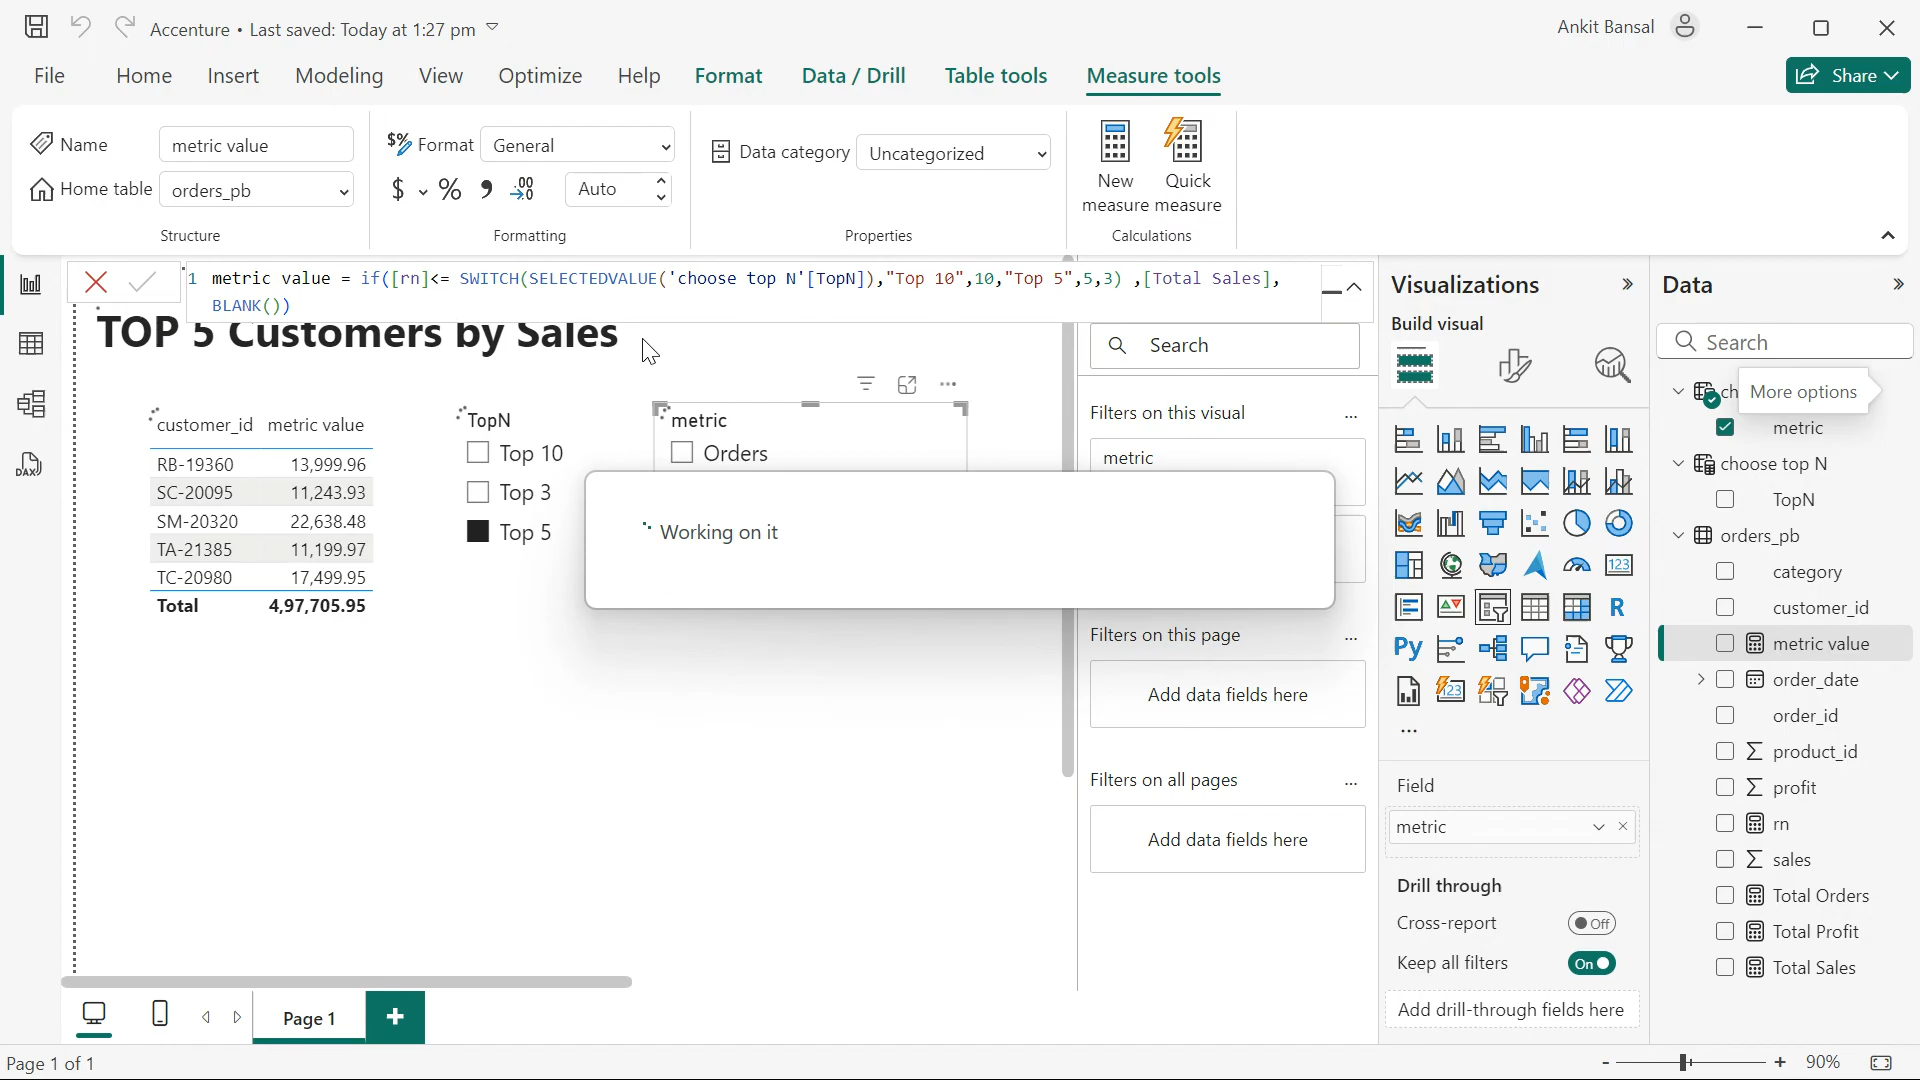 Accenture • Last saved: Today at 1:27 pm
Ankit Bansal
File Home Insert Modeling View Optimize Help Format Data / Drill Table tools Measure tools
Share
Name metric value
Home table orders_pb
Structure
$% Format General
$ % 9 .00 Auto
Formatting
Data category Uncategorized
Properties
New measure
Quick measure
Calculations
1 metric value = if([rn]<= SWITCH(SELECTEDVALUE('choose top N'[TopN]),"Top 10",10,"Top 5",5,3) ,[Total Sales],
BLANK())
TOP 5 Customers by Sales
customer_id metric value
RB-19360 13,999.96
SC-20095 11,243.93
SM-20320 22,638.48
TA-21385 11,199.97
TC-20980 17,499.95
Total 4,97,705.95
TopN
Top 10
Top 3
Top 5
metric
Orders
Working on it
Search
Filters on this visual
metric
Filters on this page
Add data fields here
Filters on all pages
Add data fields here
Visualizations
Build visual
123
R
Py
123
Field
metric
Drill through
Cross-report Off
Keep all filters On
Add drill-through fields here
Data
Search
ch
More options
metric
choose top N
TopN
orders_pb
category
customer_id
metric value
order_date
order_id
product_id
profit
rn
sales
Total Orders
Total Profit
Total Sales
DAX
Page 1
+
Page 1 of 1
- + 90%